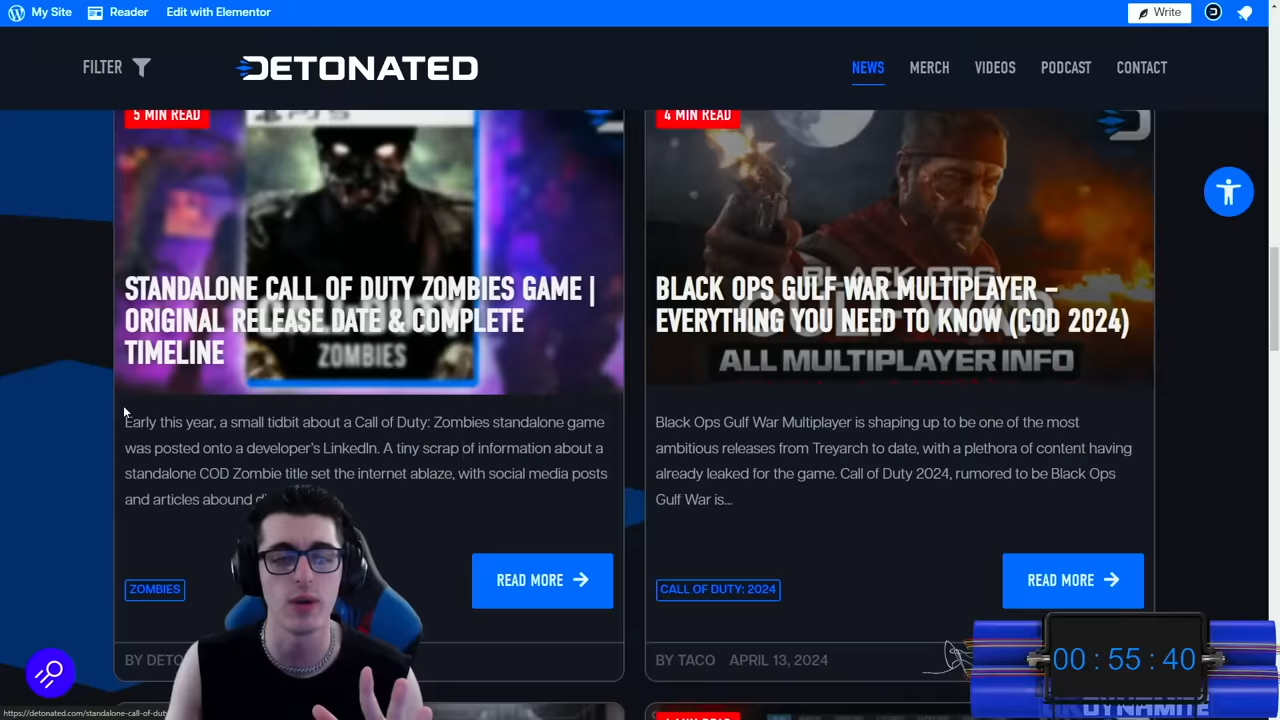 My Site Reader Edit with Elementor Write
FILTER DETONATED NEWS MERCH VIDEOS PODCAST CONTACT
5 MIN READ
STANDALONE CALL OF DUTY ZOMBIES GAME |
ORIGINAL RELEASE DATE & COMPLETE
TIMELINE
ZOMBIES
Early this year, a small tidbit about a Call of Duty: Zombies standalone game
was posted onto a developer's LinkedIn. A tiny scrap of information about a
standalone COD Zombie title set the internet ablaze, with social media posts
and articles abound
ZOMBIES
READ MORE
BY DETO
4 MIN READ
BLACK OPS
GULF WAR
BLACK OPS GULF WAR MULTIPLAYER –
EVERYTHING YOU NEED TO KNOW (COD 2024)
ALL MULTIPLAYER INFO
Black Ops Gulf War Multiplayer is shaping up to be one of the most
ambitious releases from Treyarch to date, with a plethora of content having
already leaked for the game. Call of Duty 2024, rumored to be Black Ops
Gulf War is...
CALL OF DUTY: 2024
READ MORE
BY TACO APRIL 13, 2024
00 : 55 : 40
DYNAMITE
https://detonated.com/standalone-call-of-dut